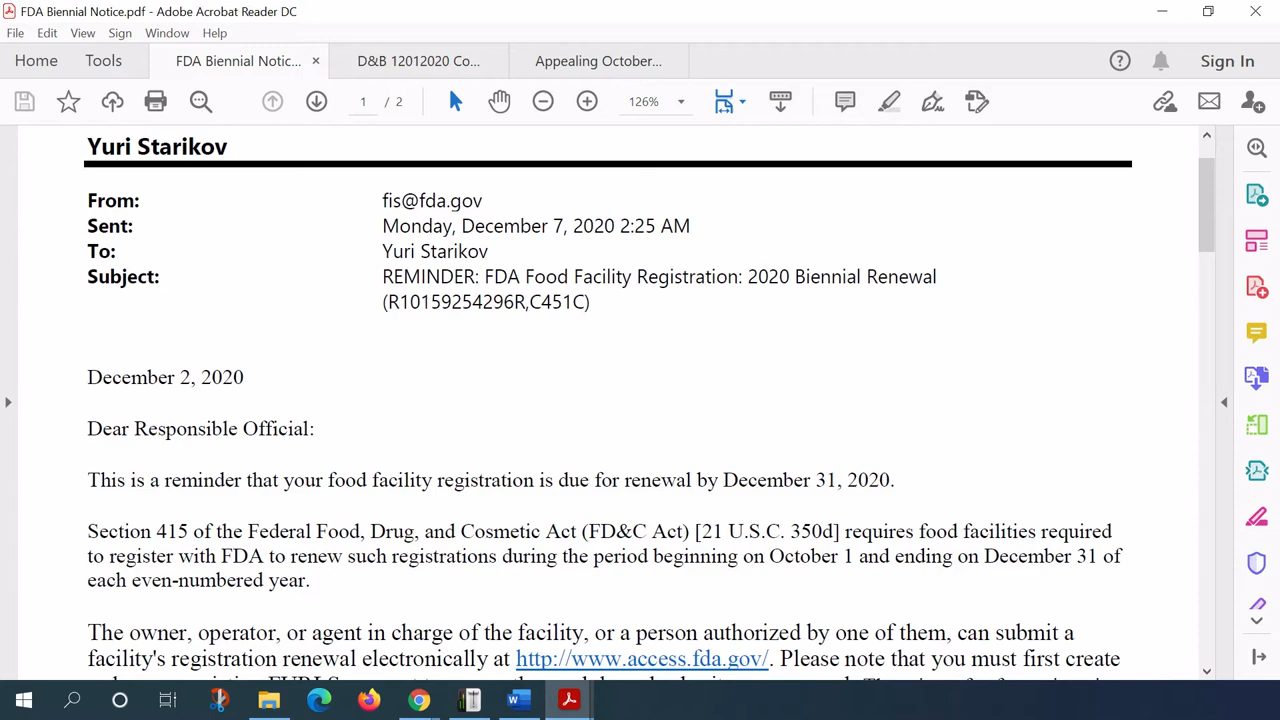 FDA Biennial Notice.pdf - Adobe Acrobat Reader DC
File Edit View Sign Window Help
Home Tools FDA Biennial Notic... × D&B 12012020 Co... Appealing October... Sign In
1 / 2 126%
Yuri Starikov
From: fis@fda.gov
Sent: Monday, December 7, 2020 2:25 AM
To: Yuri Starikov
Subject: REMINDER: FDA Food Facility Registration: 2020 Biennial Renewal
(R10159254296R,C451C)
December 2, 2020
Dear Responsible Official:
This is a reminder that your food facility registration is due for renewal by December 31, 2020.
Section 415 of the Federal Food, Drug, and Cosmetic Act (FD&C Act) [21 U.S.C. 350d] requires food facilities required
to register with FDA to renew such registrations during the period beginning on October 1 and ending on December 31 of
each even-numbered year.
The owner, operator, or agent in charge of the facility, or a person authorized by one of them, can submit a
facility's registration renewal electronically at http://www.access.fda.gov/. Please note that you must first create